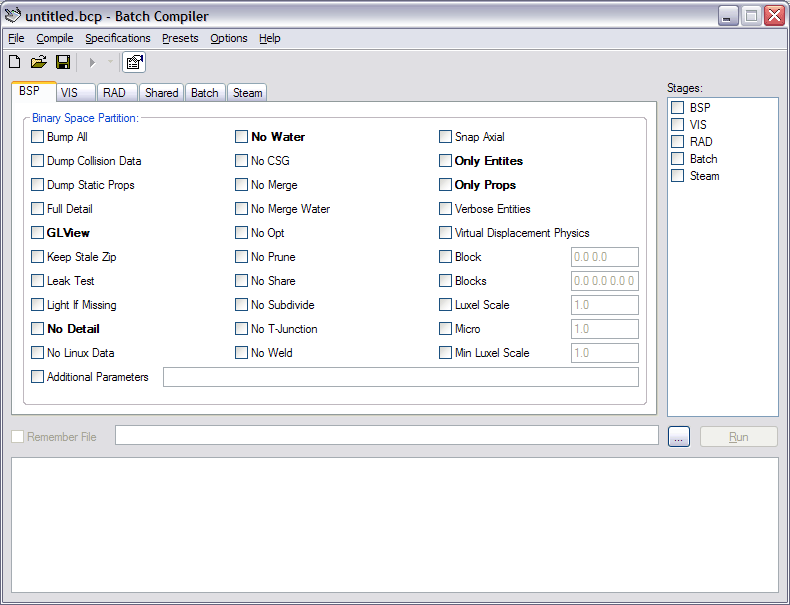 untitled.bcp - Batch Compiler
File Compile Specifications Presets Options Help
BSP VIS RAD Shared Batch Steam
Stages:
Binary Space Partition:
Bump All No Water Snap Axial
Dump Collision Data No CSG Only Entites
Dump Static Props No Merge Only Props
Full Detail No Merge Water Verbose Entities
GLView No Opt Virtual Displacement Physics
Keep Stale Zip No Prune Block 0.0 0.0
Leak Test No Share Blocks 0.0 0.0 0.0 0.0
Light If Missing No Subdivide Luxel Scale 1.0
No Detail No T-Junction Micro 1.0
No Linux Data No Weld Min Luxel Scale 1.0
Additional Parameters
BSP
VIS
RAD
Batch
Steam
Remember File ... Run